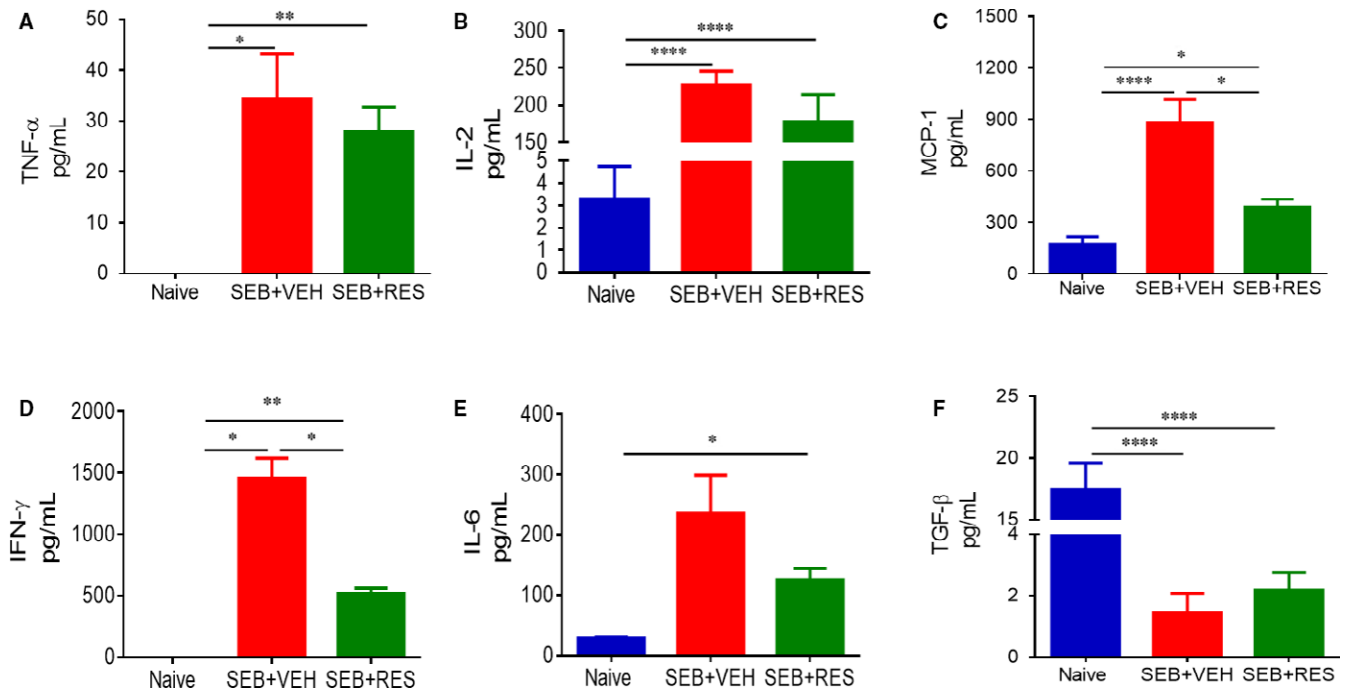 A
TNF-α
pg/mL
50
40
30
20
10
0
**
*
Naive SEB+VEH SEB+RES
B
IL-2
pg/mL
300
250
200
150
5
4
3
2
1
0
****
****
Naive SEB+VEH SEB+RES
C
MCP-1
pg/mL
1500
1200
900
600
300
0
*
**** *
Naive SEB+VEH SEB+RES
D
IFN-γ
pg/mL
2000
1500
1000
500
0
**
* *
Naive SEB+VEH SEB+RES
E
IL-6
pg/mL
400
300
200
100
0
*
Naive SEB+VEH SEB+RES
F
TGF-β
pg/mL
25
20
15
4
2
0
****
****
Naive SEB+VEH SEB+RES